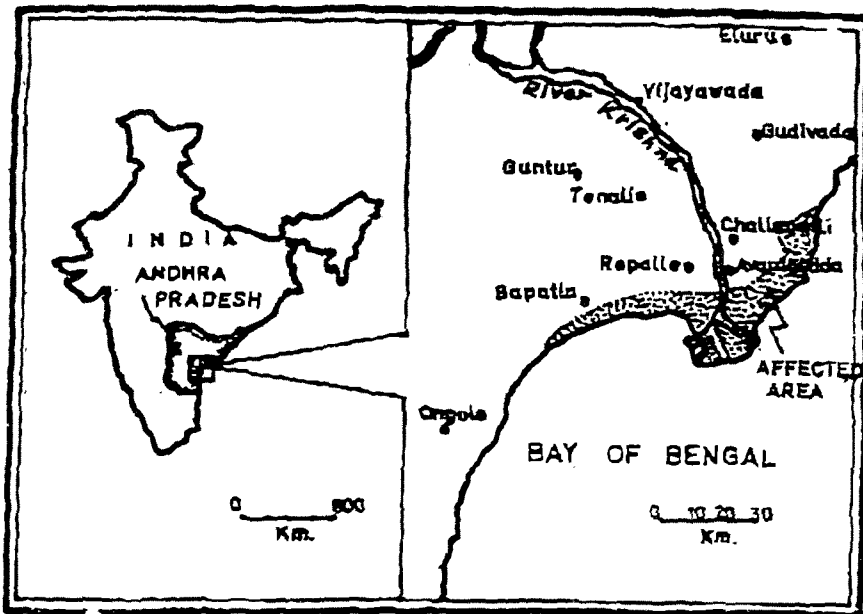 INDIA
ANDHRA
PRADESH
0 800
Km.
Eluru
River Krishna
Vijayawada
Gudivada
Guntur
Tenali
Repalle
Bapatla
AFFECTED
AREA
Ongole
BAY OF BENGAL
0 10 20 30
Km.